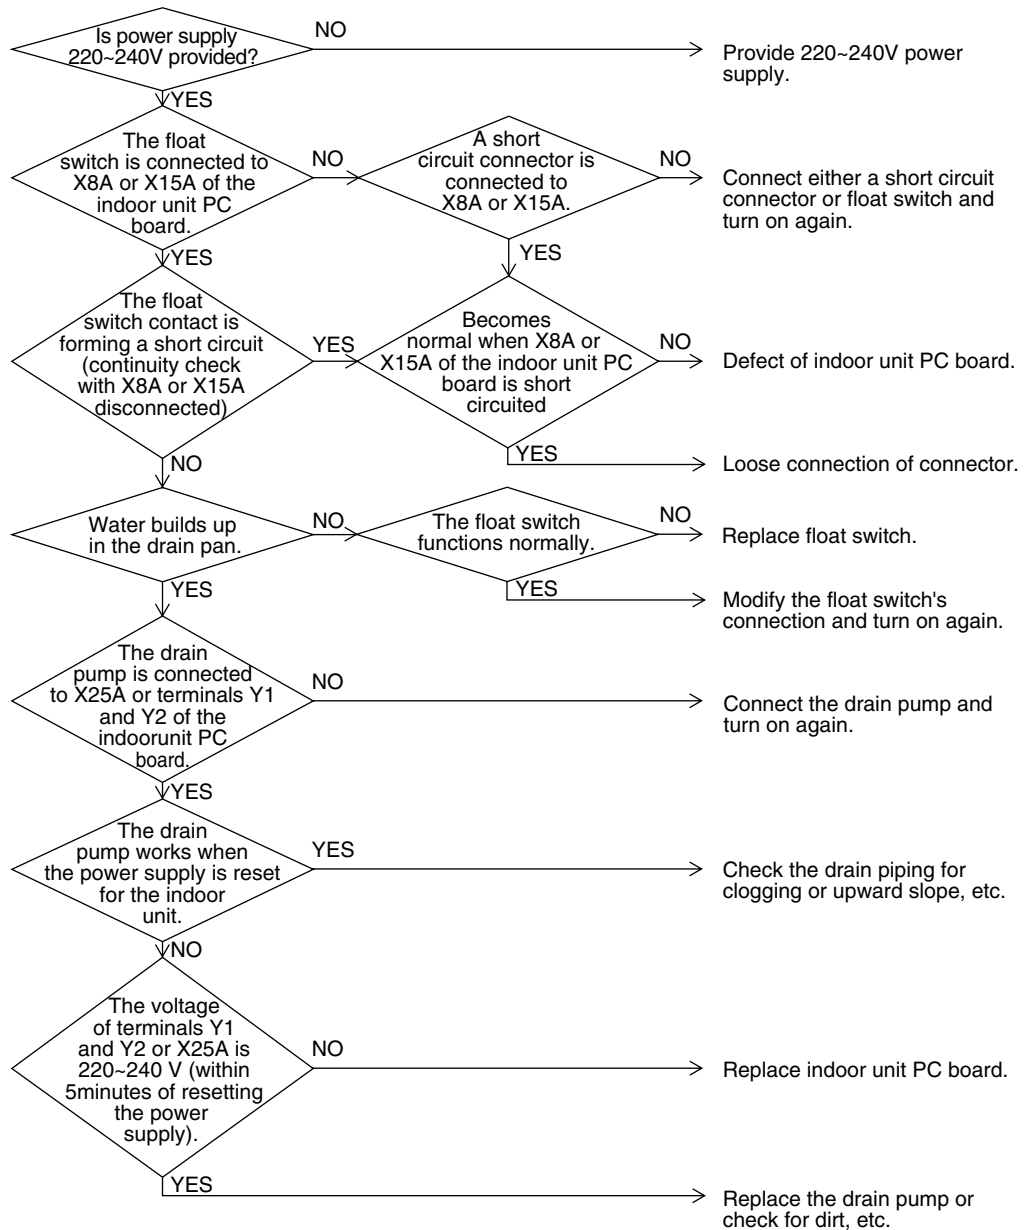 Is power supply
220~240V provided?
NO
Provide 220~240V power
supply.
YES
The float
switch is connected to
X8A or X15A of the
indoor unit PC
board.
NO
A short
circuit connector is
connected to
X8A or X15A.
NO
Connect either a short circuit
connector or float switch and
turn on again.
YES
YES
The float
switch contact is
forming a short circuit
(continuity check
with X8A or X15A
disconnected)
YES
Becomes
normal when X8A or
X15A of the indoor unit PC
board is short
circuited
NO
Defect of indoor unit PC board.
YES
Loose connection of connector.
NO
Water builds up
in the drain pan.
NO
The float switch
functions normally.
NO
Replace float switch.
YES
Modify the float switch's
connection and turn on again.
YES
The drain
pump is connected
to X25A or terminals Y1
and Y2 of the
indoorunit PC
board.
NO
Connect the drain pump and
turn on again.
YES
The drain
pump works when
the power supply is reset
for the indoor
unit.
YES
Check the drain piping for
clogging or upward slope, etc.
NO
The voltage
of terminals Y1
and Y2 or X25A is
220~240 V (within
5minutes of resetting
the power
supply).
NO
Replace indoor unit PC board.
YES
Replace the drain pump or
check for dirt, etc.